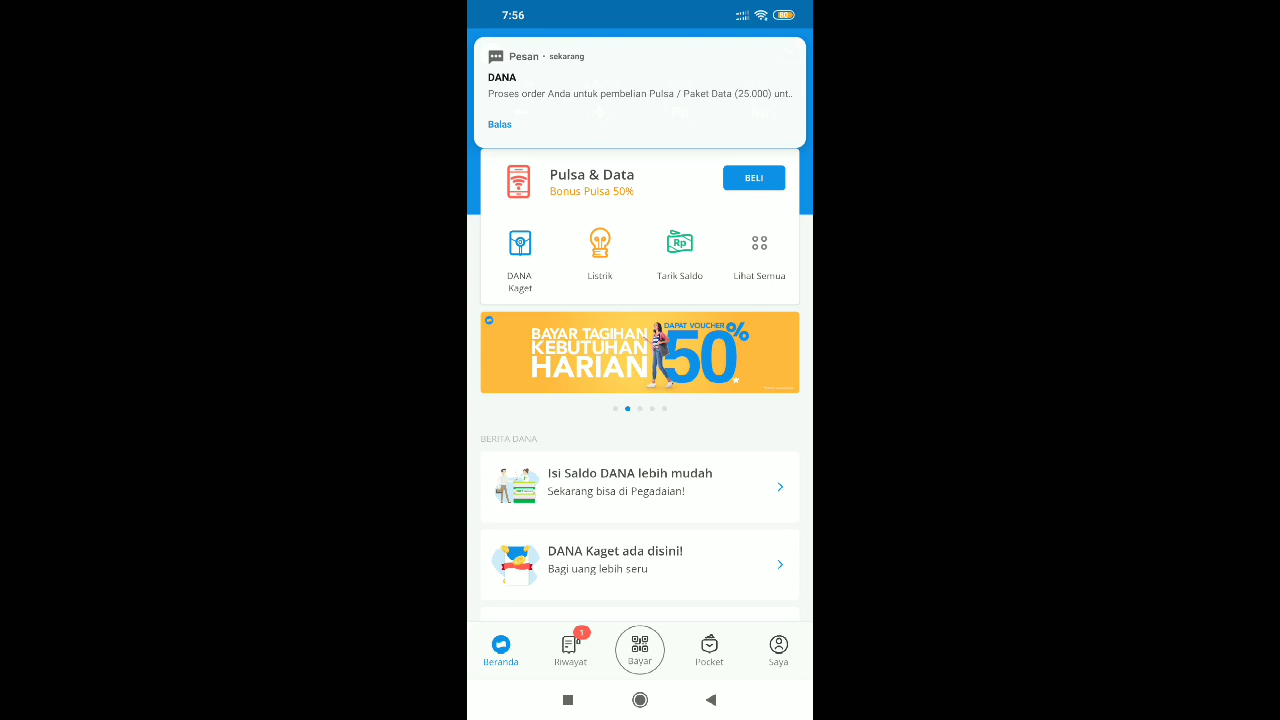 7:56
80
Pesan · sekarang
DANA
Proses order Anda untuk pembelian Pulsa / Paket Data (25.000) unt..
Balas
Pulsa & Data
Bonus Pulsa 50%
BELI
DANA Kaget
Listrik
Rp
Tarik Saldo
Lihat Semua
BAYAR TAGIHAN
KEBUTUHAN
HARIAN
DAPAT VOUCHER
50%*
BERITA DANA
Isi Saldo DANA lebih mudah
Sekarang bisa di Pegadaian!
DANA Kaget ada disini!
Bagi uang lebih seru
1
Beranda
Riwayat
Bayar
Pocket
Saya